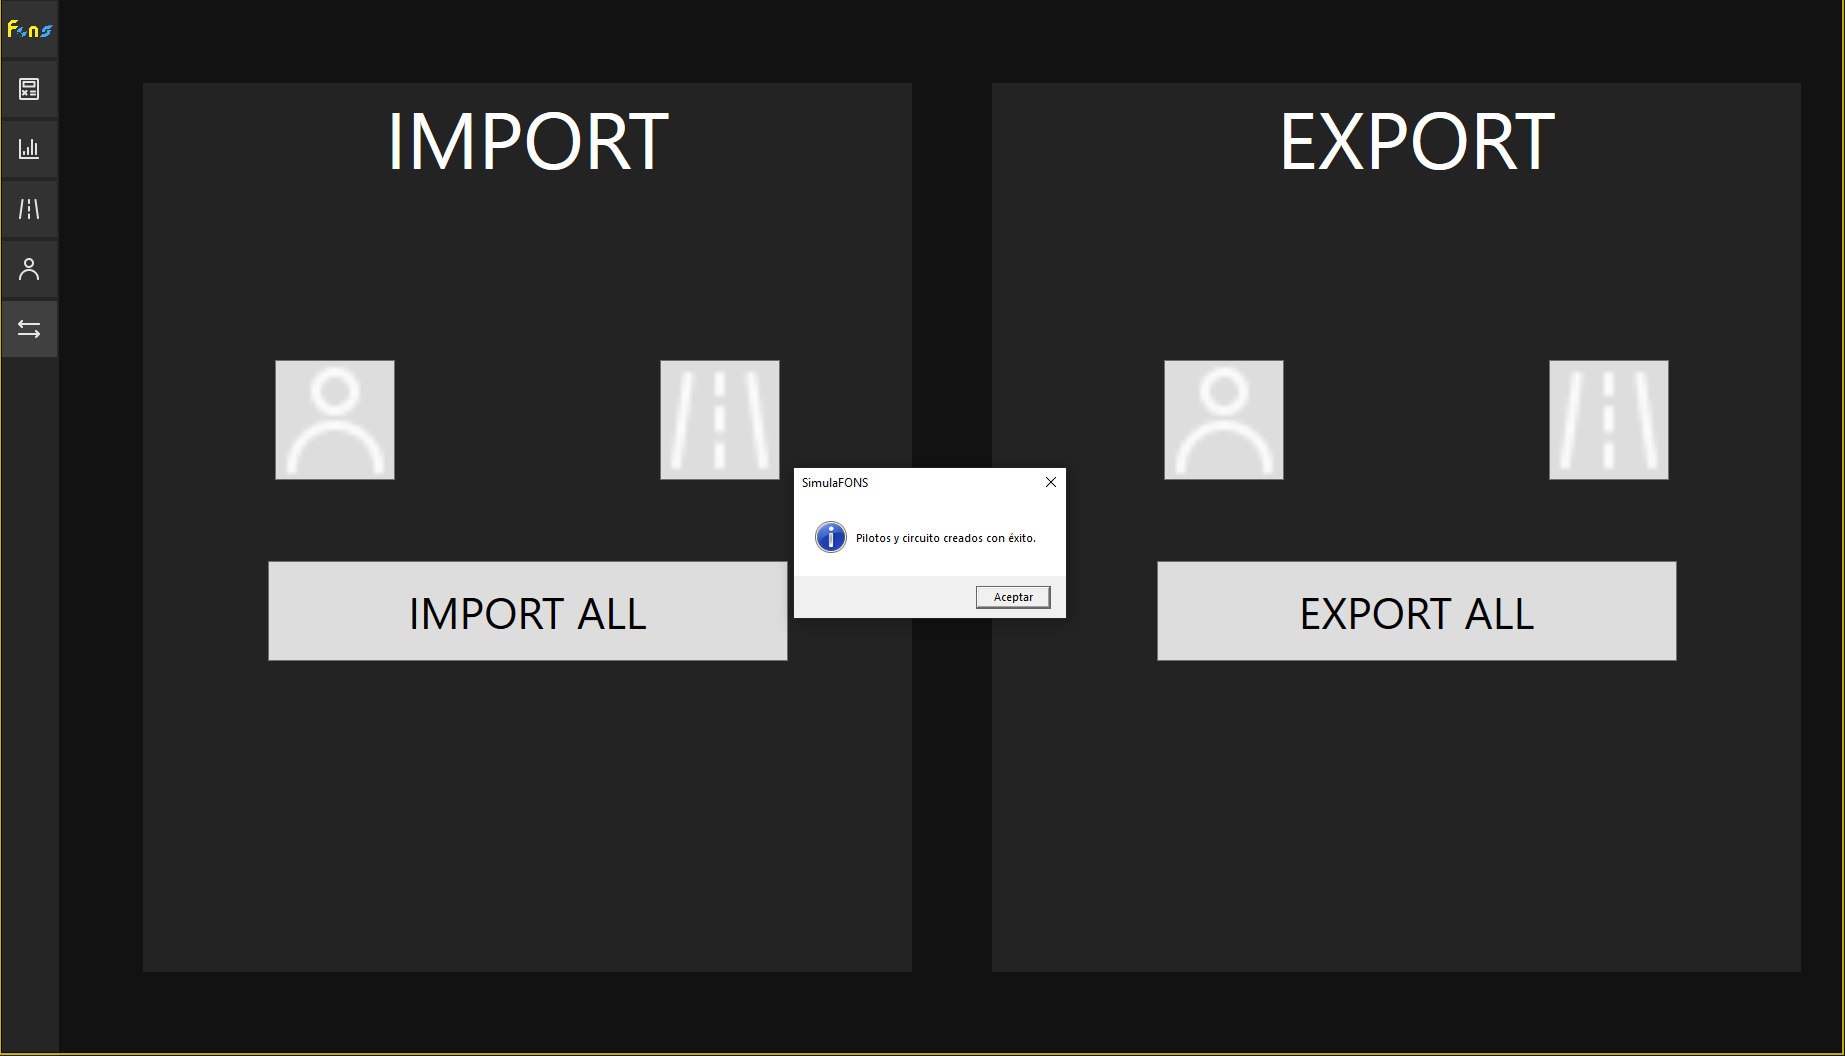 Fons
IMPORT
EXPORT
SimulaFONS
Pilotos y circuito creados con éxito.
Aceptar
IMPORT ALL
EXPORT ALL